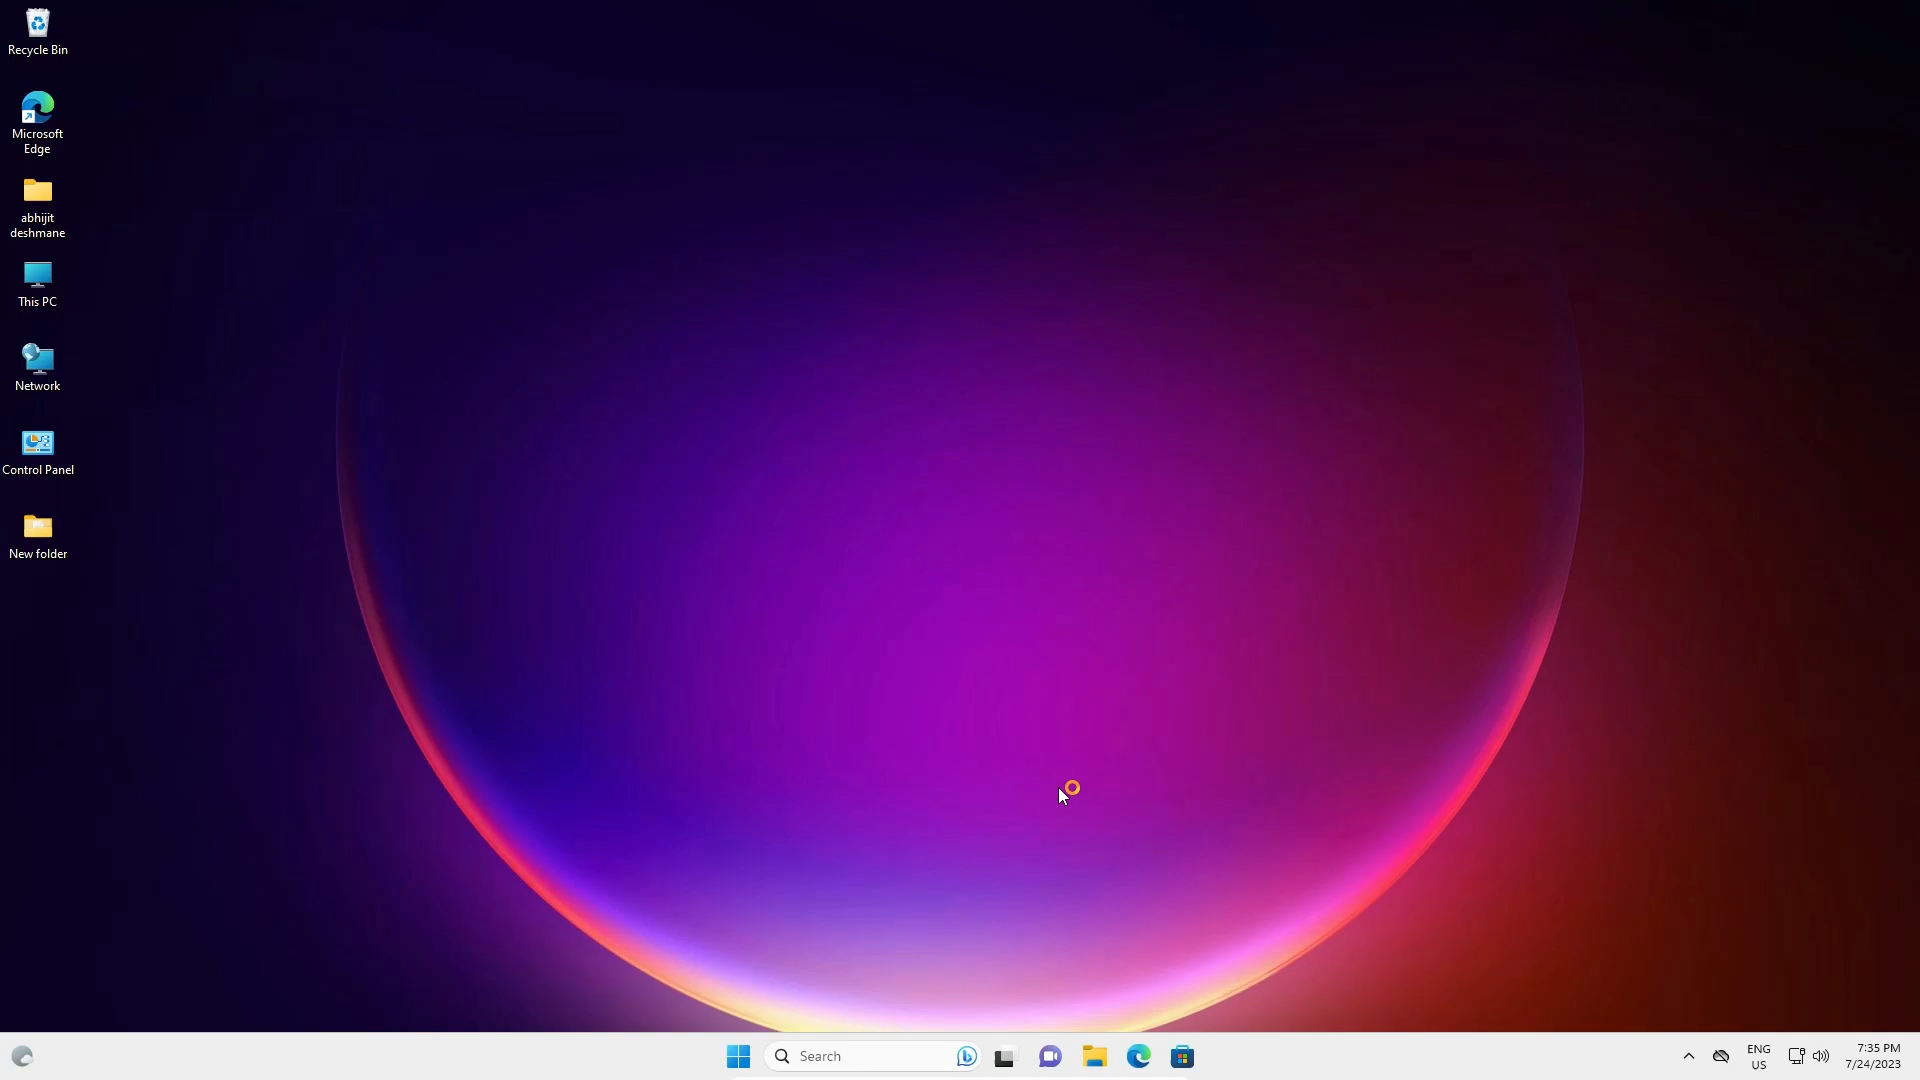 Recycle Bin
Microsoft
Edge
abhijit
deshmane
This PC
Network
Control Panel
New folder
Search
ENG
US
7:35 PM
7/24/2023